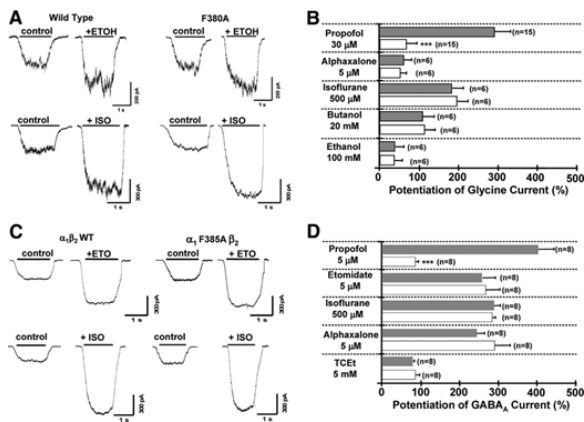 A
Wild Type
F380A
control
+ETOH
control
+ ETOH
200 pA
1 s
200 pA
1 s
control
+ ISO
control
+ ISO
300 pA
1 s
300 pA
1 s
B
Propofol
30 μM
(n=15)
*** (n=15)
Alphaxalone
5 μM
(n=6)
(n=6)
Isoflurane
500 μM
(n=6)
(n=6)
Butanol
20 mM
(n=6)
(n=6)
Ethanol
100 mM
(n=6)
(n=6)
0 100 200 300 400 500
Potentiation of Glycine Current (%)
C
α1β2 WT
α1 F385A β2
control
+ETO
control
+ ETO
300 pA
1 s
300 pA
1 s
control
+ ISO
control
+ ISO
300 pA
1 s
300 pA
1 s
D
Propofol
5 μM
(n=8)
*** (n=8)
Etomidate
5 μM
(n=8)
(n=8)
Isoflurane
500 μM
(n=8)
(n=8)
Alphaxalone
5 μM
(n=8)
(n=8)
TCEt
5 mM
(n=8)
(n=8)
0 100 200 300 400 500
Potentiation of GABAA Current (%)